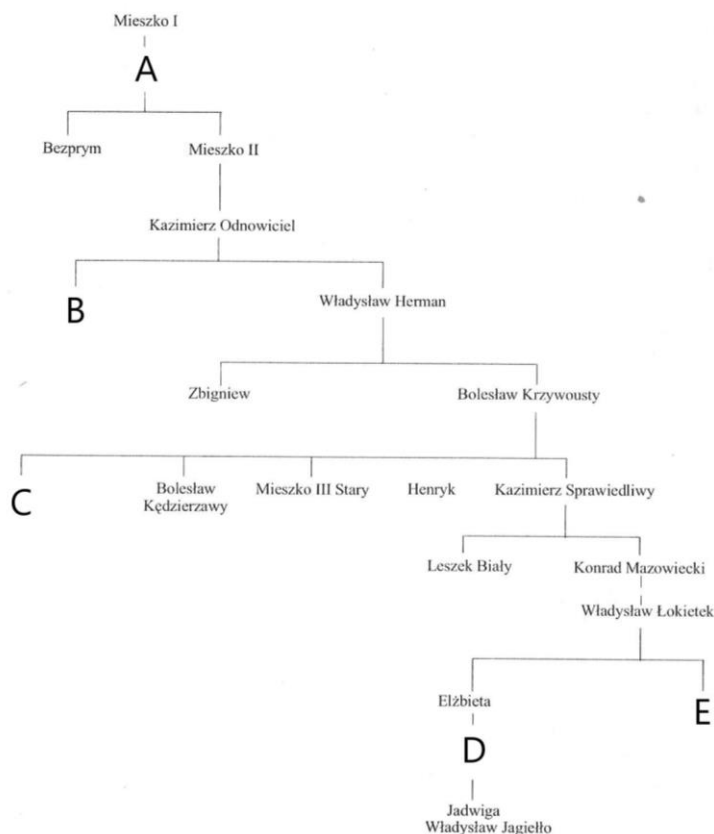 Mieszko I
A
Bezprym
Mieszko II
Kazimierz Odnowiciel
B
Władysław Herman
Zbigniew
Bolesław Krzywousty
C
Bolesław
Kędzierzawy
Mieszko III Stary
Henryk
Kazimierz Sprawiedliwy
Leszek Biały
Konrad Mazowiecki
Władysław Łokietek
Elżbieta
E
D
Jadwiga
Władysław Jagiełło